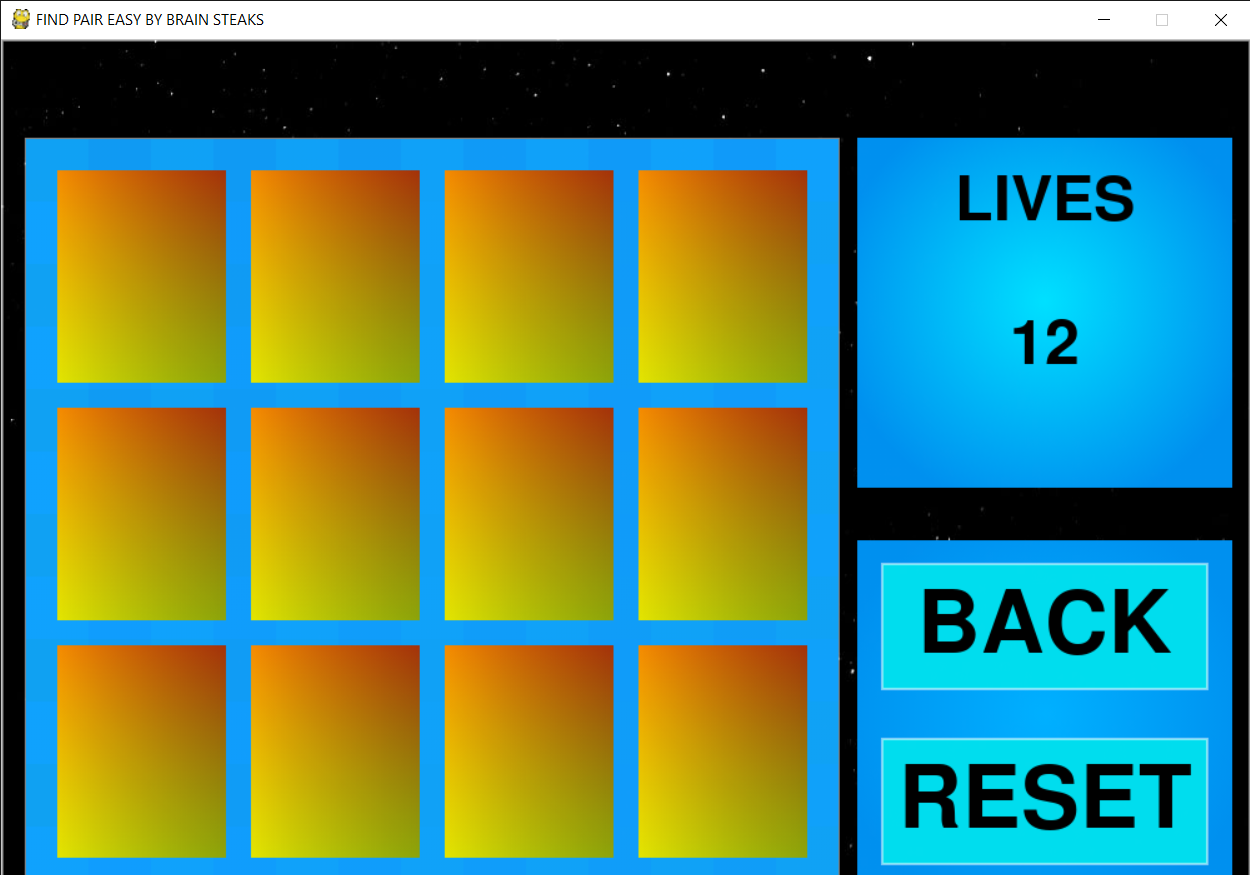 FIND PAIR EASY BY BRAIN STEAKS
LIVES
12
BACK
RESET